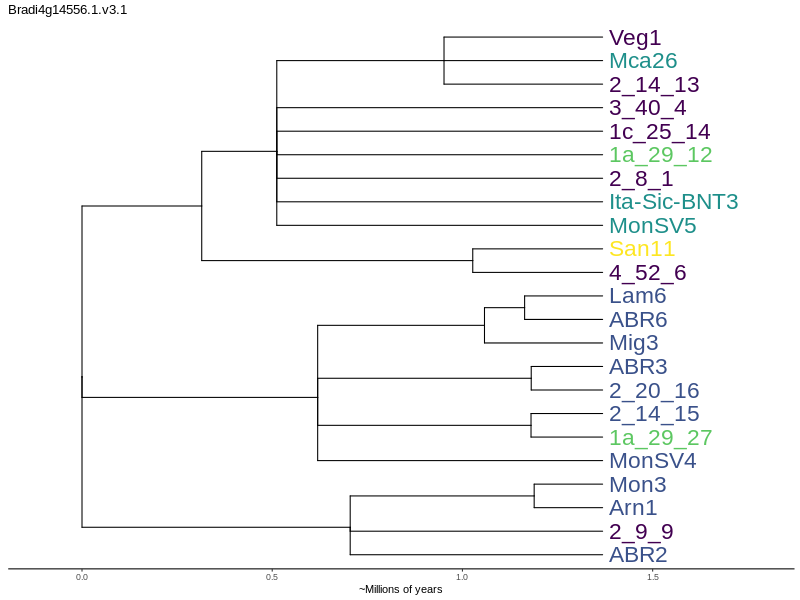 Bradi4g14556.1.v3.1
Veg1
Mca26
2_14_13
3_40_4
1c_25_14
1a_29_12
2_8_1
Ita-Sic-BNT3
MonSV5
San11
4_52_6
Lam6
ABR6
Mig3
ABR3
2_20_16
2_14_15
1a_29_27
MonSV4
Mon3
Arn1
2_9_9
ABR2
0.0 0.5 1.0 1.5
~Millions of years